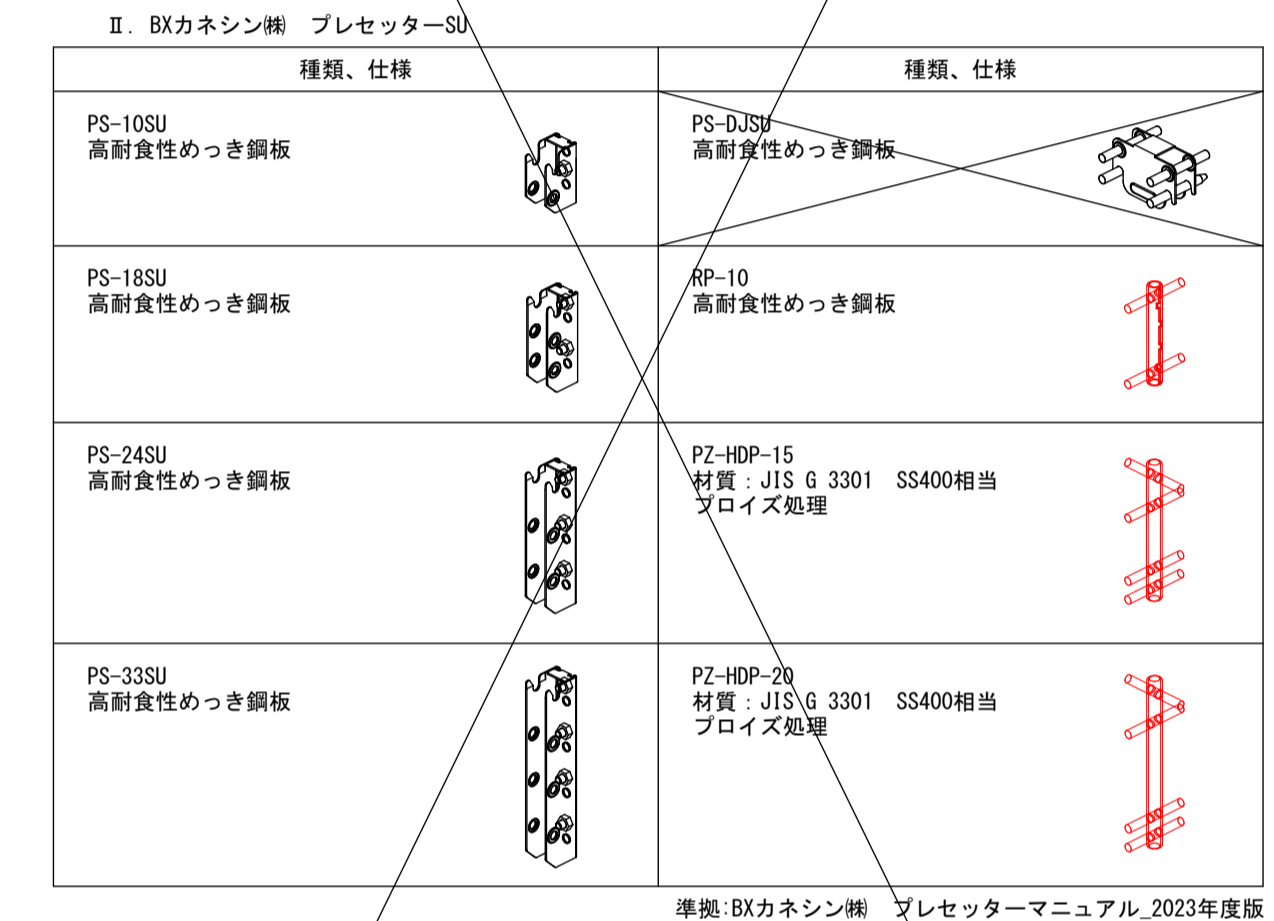 Ⅱ. BXカネシン㈱　プレセッターSU
種類、仕様
種類、仕様
PS-10SU
高耐食性めっき鋼板
PS-DJSU
高耐食性めっき鋼板
PS-18SU
高耐食性めっき鋼板
RP-10
高耐食性めっき鋼板
PS-24SU
高耐食性めっき鋼板
PZ-HDP-15
材質：JIS G 3301　SS400相当
プロイズ処理
PS-33SU
高耐食性めっき鋼板
PZ-HDP-20
材質：JIS G 3301　SS400相当
プロイズ処理
準拠:BXカネシン㈱　プレセッターマニュアル_2023年度版